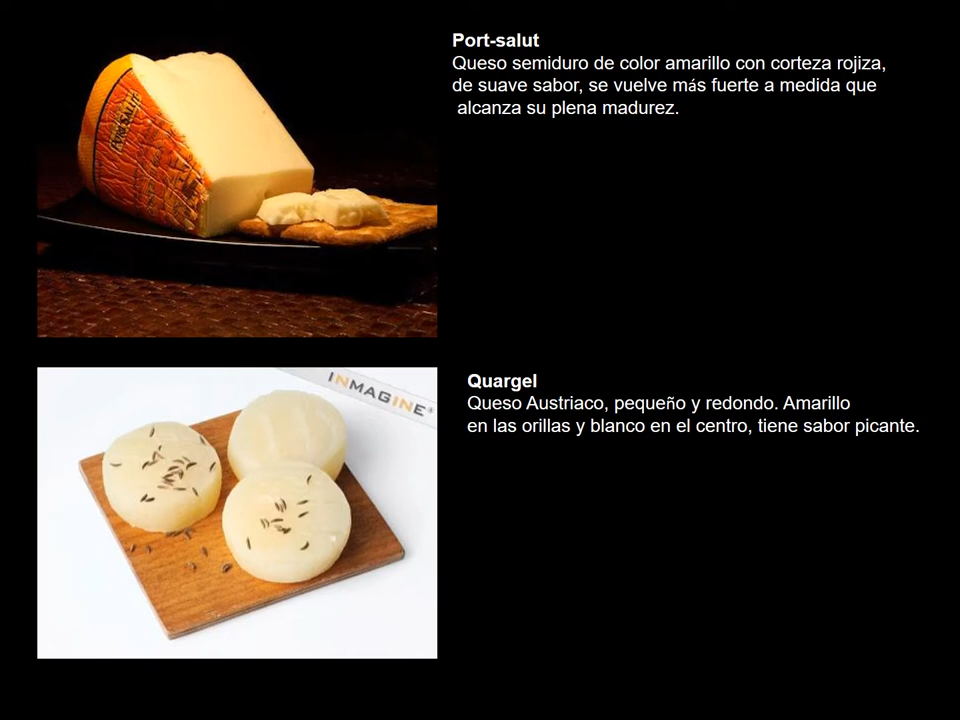 Port-salut
Queso semiduro de color amarillo con corteza rojiza,
de suave sabor, se vuelve más fuerte a medida que
alcanza su plena madurez.
PORT SALUT
INMAGINE®
Quargel
Queso Austriaco, pequeño y redondo. Amarillo
en las orillas y blanco en el centro, tiene sabor picante.